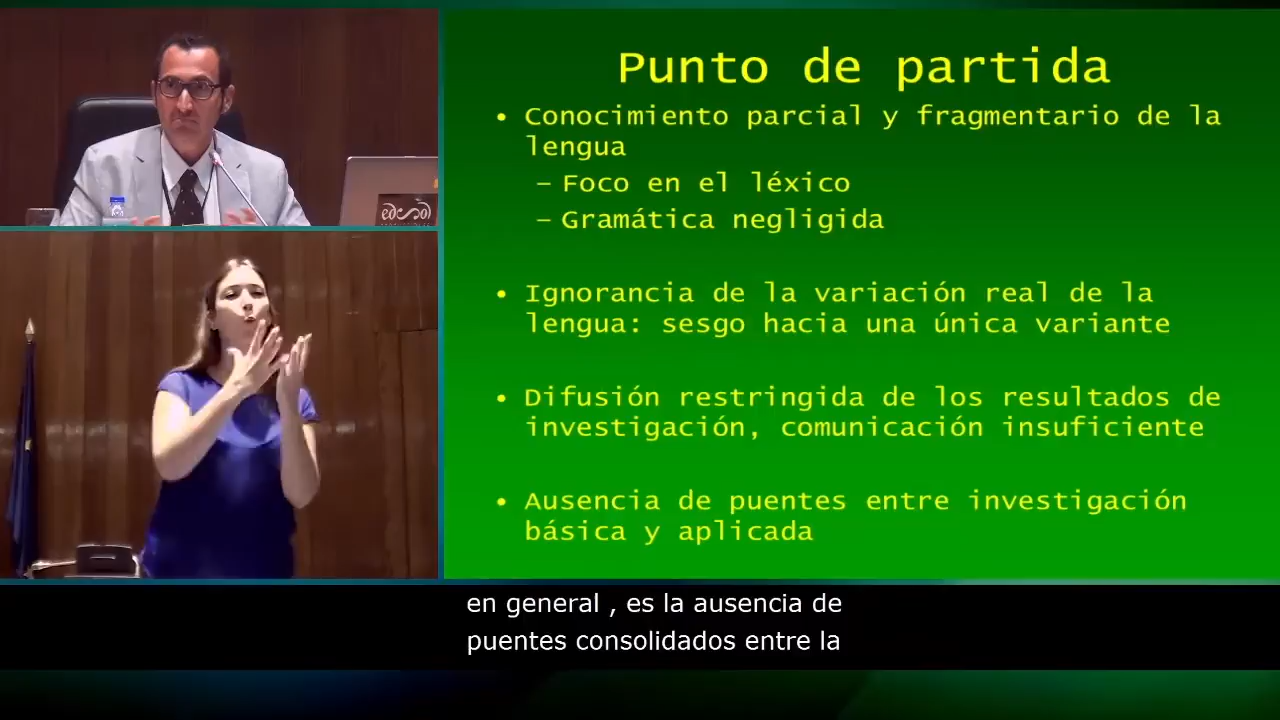 Punto de partida
• Conocimiento parcial y fragmentario de la
lengua
– Foco en el léxico
– Gramática negligida
• Ignorancia de la variación real de la
lengua: sesgo hacia una única variante
• Difusión restringida de los resultados de
investigación, comunicación insuficiente
• Ausencia de puentes entre investigación
básica y aplicada
en general , es la ausencia de
puentes consolidados entre la